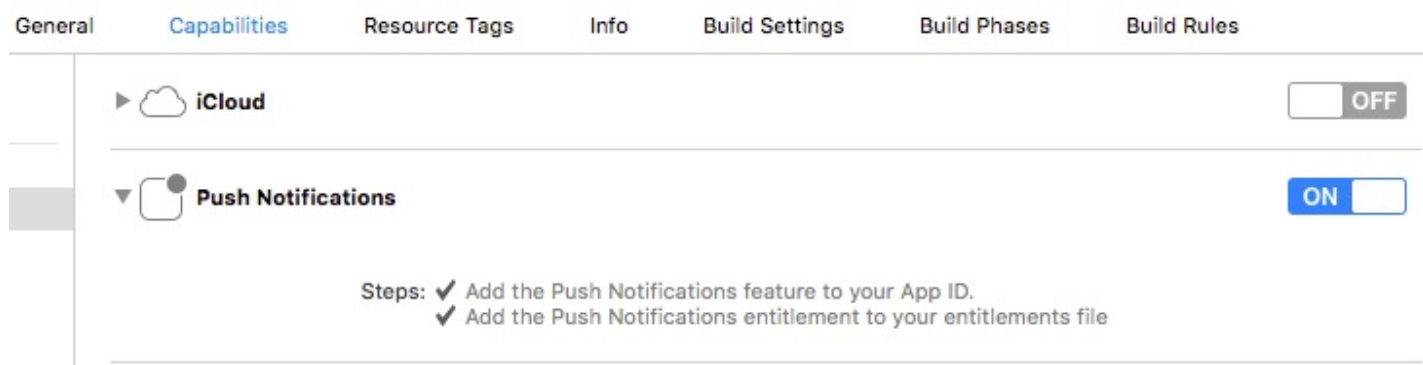 General Capabilities Resource Tags Info Build Settings Build Phases Build Rules
iCloud OFF
Push Notifications ON
Steps: ✔ Add the Push Notifications feature to your App ID.
✔ Add the Push Notifications entitlement to your entitlements file